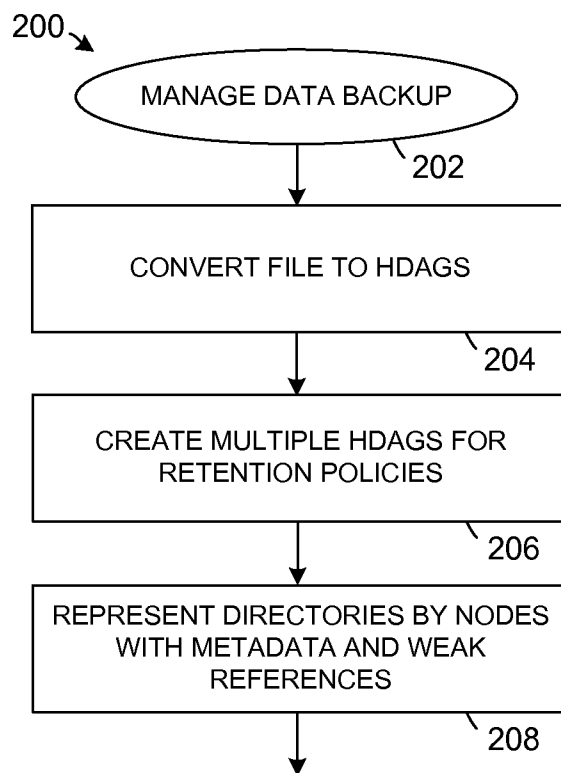 200
MANAGE DATA BACKUP
202
CONVERT FILE TO HDAGS
204
CREATE MULTIPLE HDAGS FOR
RETENTION POLICIES
206
REPRESENT DIRECTORIES BY NODES
WITH METADATA AND WEAK
REFERENCES
208